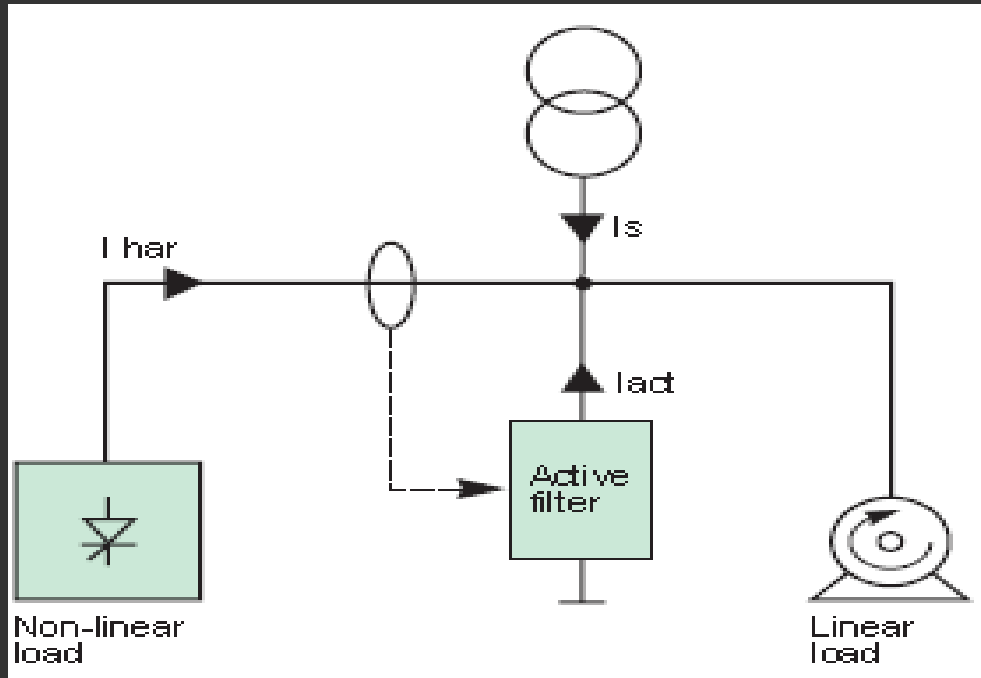 Is
I har
Iact
Active
filter
Non-linear
load
Linear
load